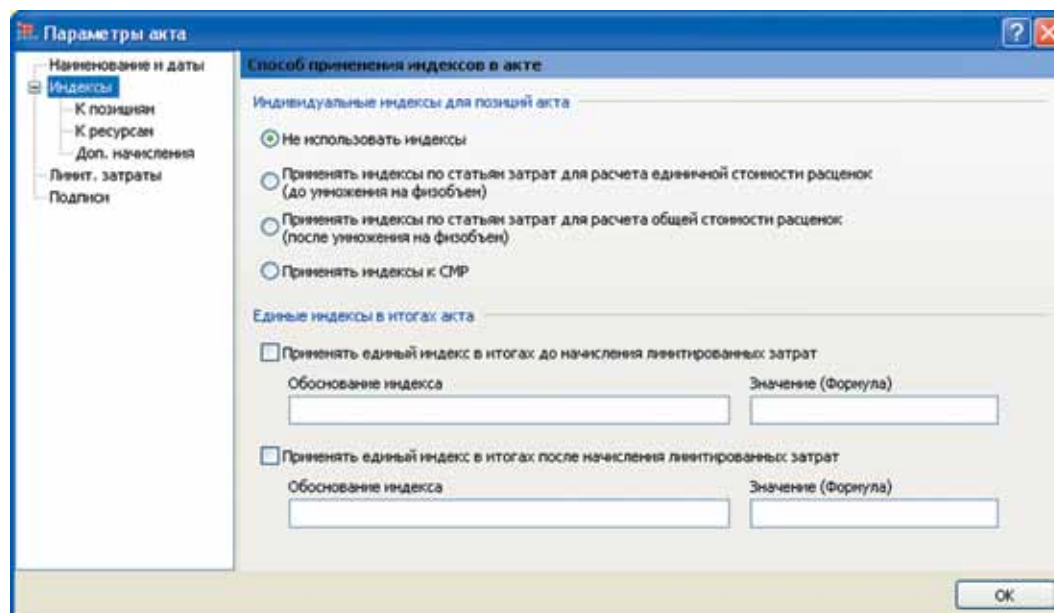 Параметры акта
Наименование и даты
Индексы
К позициям
К ресурсам
Доп. начисления
Лимит. затраты
Подписи
Способ применения индексов в акте
Индивидуальные индексы для позиций акта
Не использовать индексы
Применять индексы по статьям затрат для расчета единичной стоимости расценок
(до умножения на физобъем)
Применять индексы по статьям затрат для расчета общей стоимости расценок
(после умножения на физобъем)
Применять индексы к СМР
Единые индексы в итогах акта
Применять единый индекс в итогах до начисления лимитированных затрат
Обоснование индекса Значение (Формула)
Применять единый индекс в итогах после начисления лимитированных затрат
Обоснование индекса Значение (Формула)
ОК